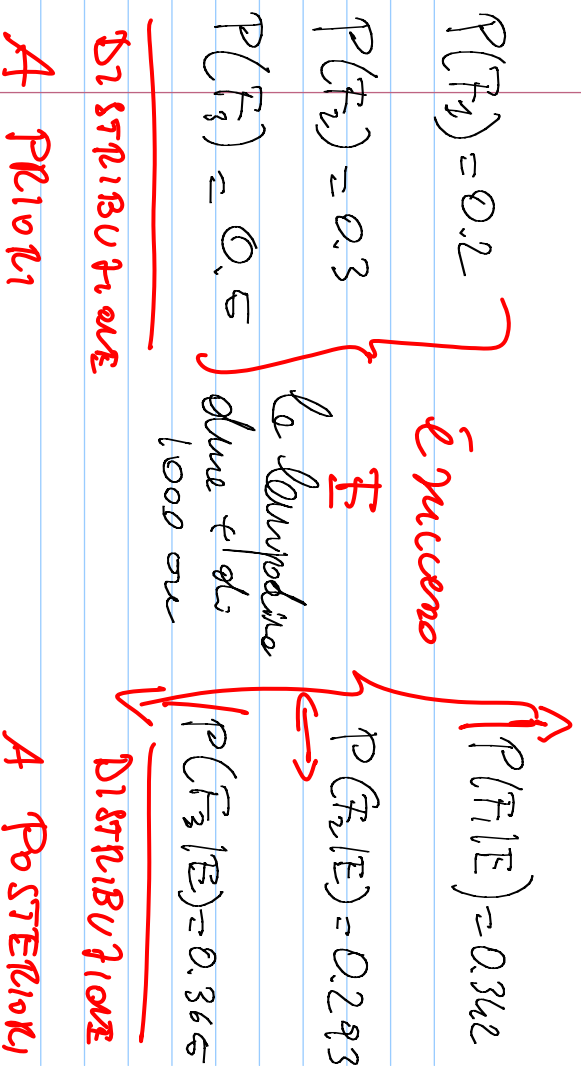 P(F₁) = 0.2
P(F₂) = 0.3
P(F₃) = 0.5
DISTRIBUZIONE
A PRIORI
È successo
E
la lampadina
dura + di
1000 ore
P(F₁|E) = 0.342
P(F₂|E) = 0.293
P(F₃|E) = 0.365
DISTRIBUZIONE
A POSTERIORI